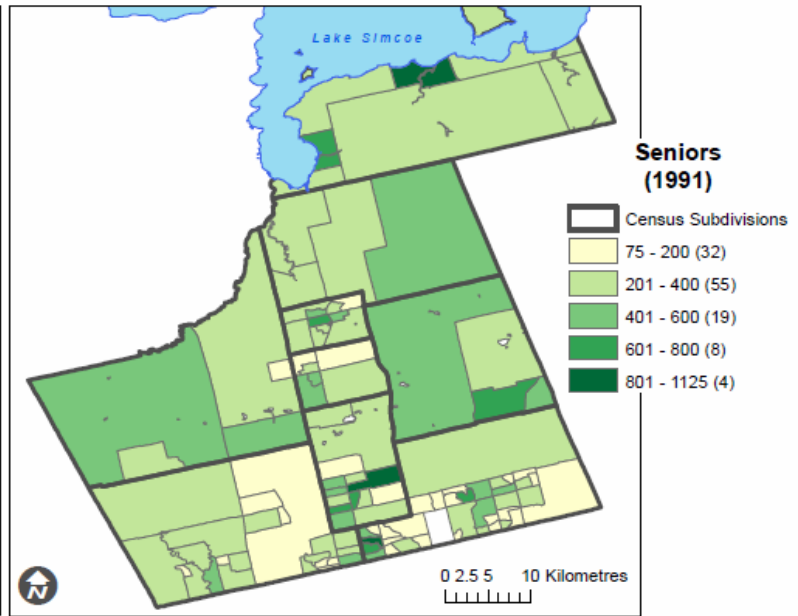 Lake Simcoe
Seniors
(1991)
Census Subdivisions
75 - 200 (32)
201 - 400 (55)
401 - 600 (19)
601 - 800 (8)
801 - 1125 (4)
N
0 2.5 5 10 Kilometres